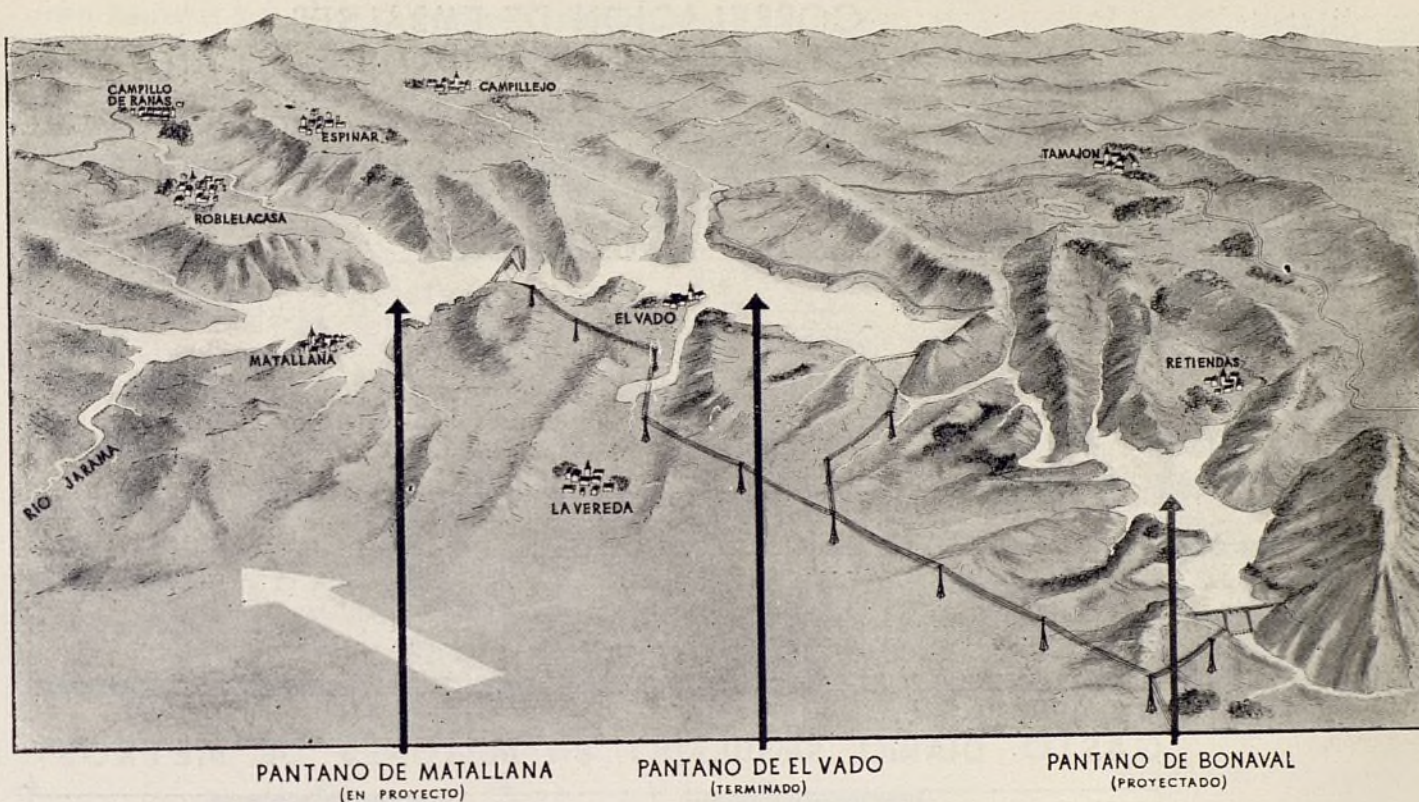 CAMPILLO
DE RANAS
CAMPILLEJO
ESPINAR
TAMAJON
ROBLELACASA
EL VADO
MATALLANA
RETIENDAS
RIO JARAMA
LA VEREDA
PANTANO DE MATALLANA
(EN PROYECTO)
PANTANO DE EL VADO
(TERMINADO)
PANTANO DE BONAVAL
(PROYECTADO)